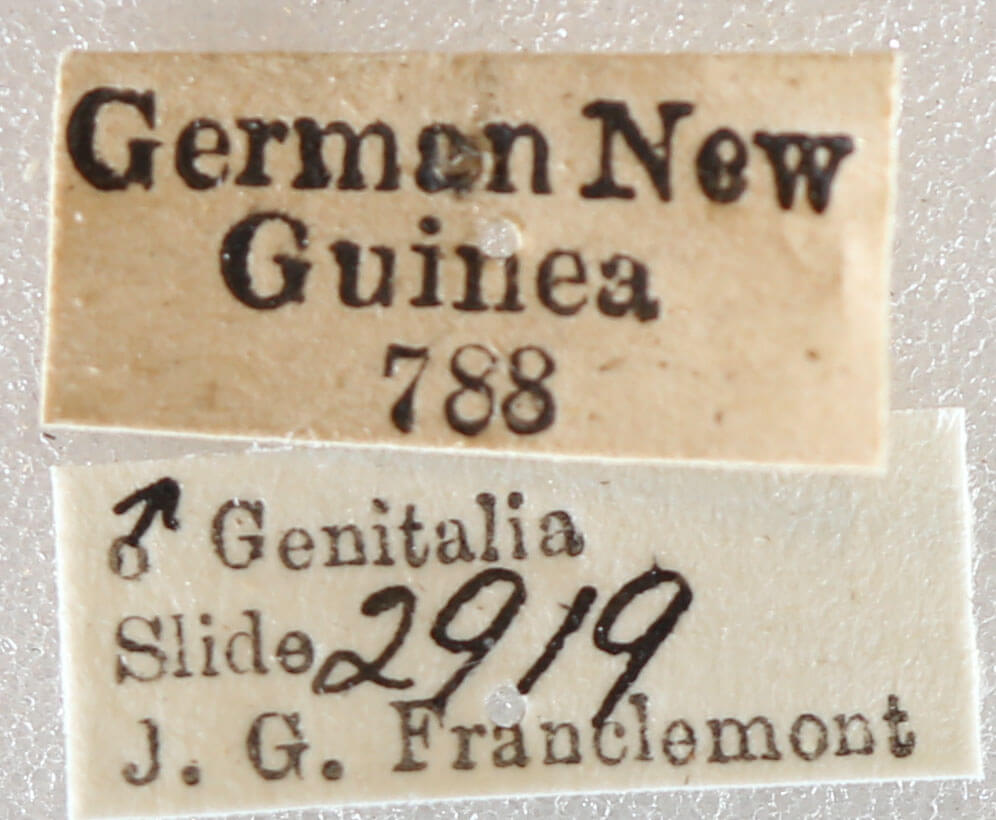 German New
Guinea
788
♂ Genitalia
Slide 2919
J. G. Franclemont